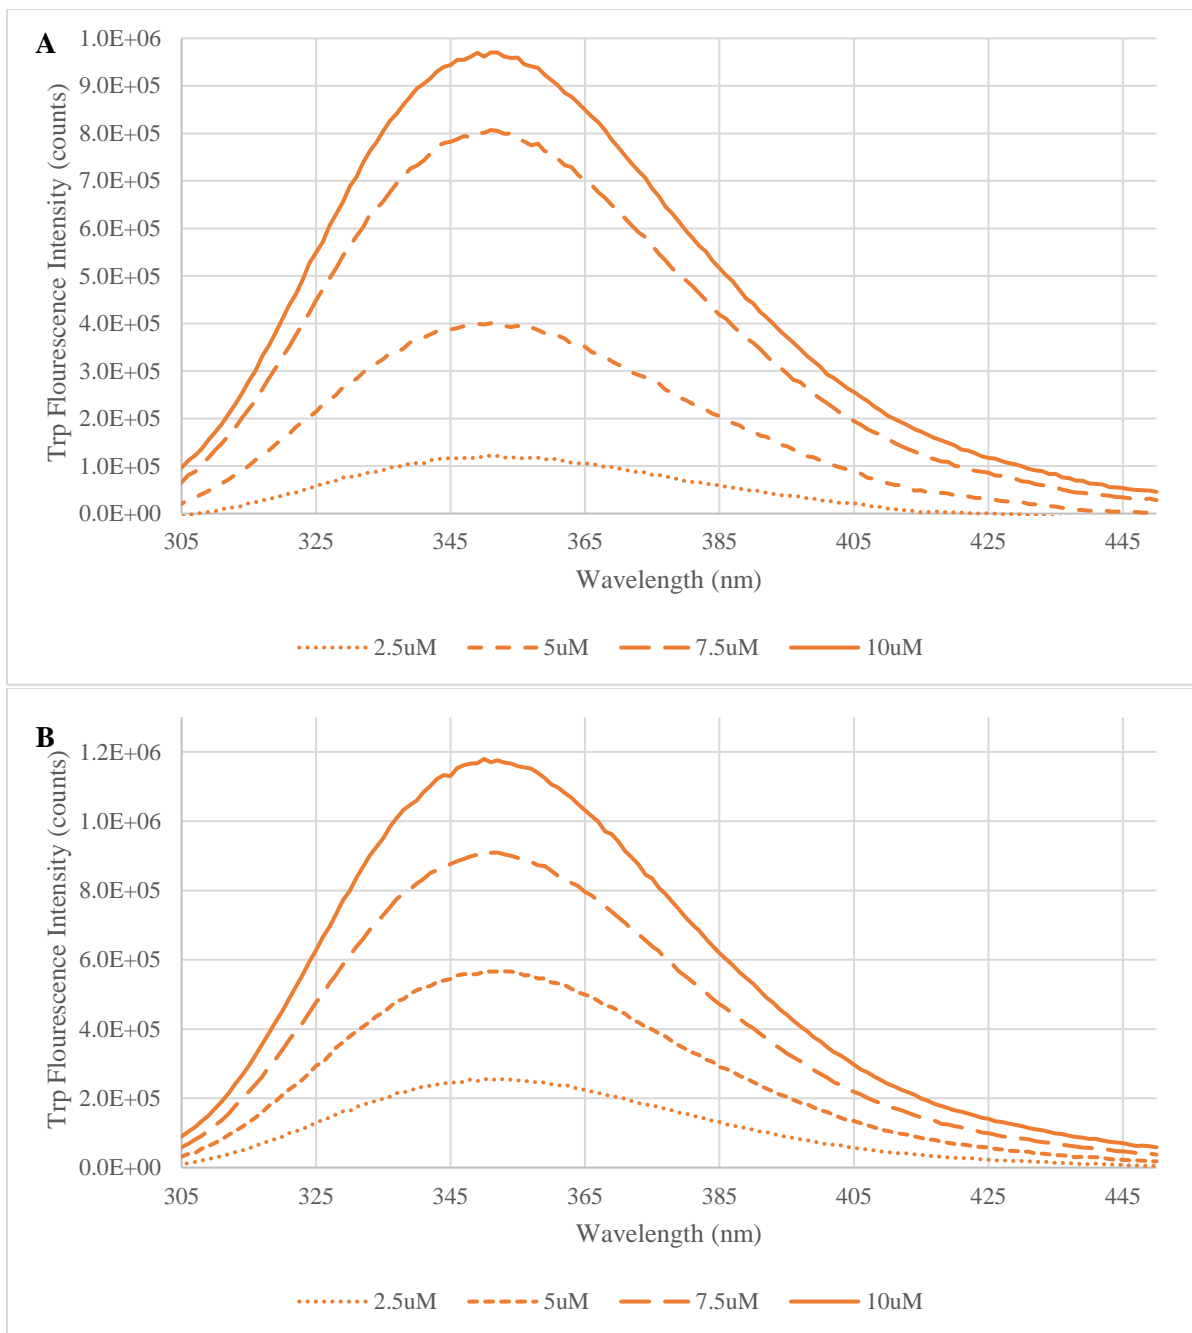 A
Trp Flourescence Intensity (counts)
1.0E+06
9.0E+05
8.0E+05
7.0E+05
6.0E+05
5.0E+05
4.0E+05
3.0E+05
2.0E+05
1.0E+05
0.0E+00
305 325 345 365 385 405 425 445
Wavelength (nm)
2.5uM 5uM 7.5uM 10uM
B
Trp Flourescence Intensity (counts)
1.2E+06
1.0E+06
8.0E+05
6.0E+05
4.0E+05
2.0E+05
0.0E+00
305 325 345 365 385 405 425 445
Wavelength (nm)
2.5uM 5uM 7.5uM 10uM